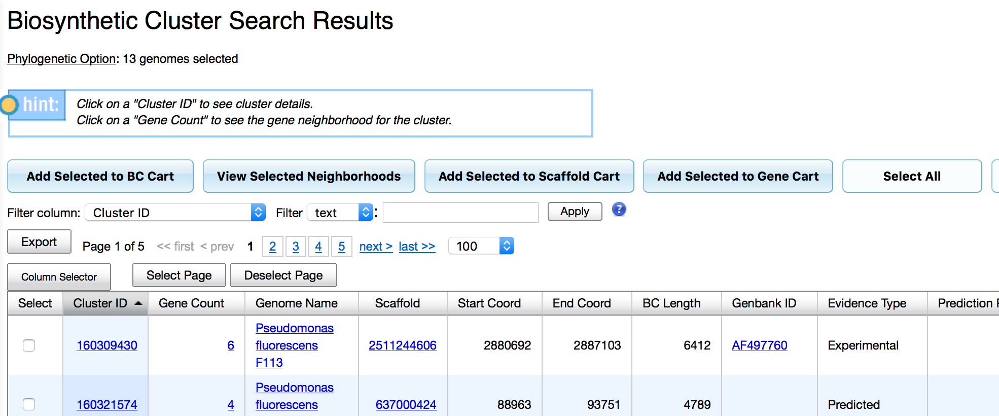 Biosynthetic Cluster Search Results
Phylogenetic Option: 13 genomes selected
hint:
Click on a "Cluster ID" to see cluster details.
Click on a "Gene Count" to see the gene neighborhood for the cluster.
Add Selected to BC Cart View Selected Neighborhoods Add Selected to Scaffold Cart Add Selected to Gene Cart Select All
Filter column: Cluster ID Filter text : Apply ?
Export Page 1 of 5 << first < prev 1 2 3 4 5 next > last >> 100
Column Selector Select Page Deselect Page
Select Cluster ID Gene Count Genome Name Scaffold Start Coord End Coord BC Length Genbank ID Evidence Type Prediction
Pseudomonas
160309430 6 fluorescens 2511244606 2880692 2887103 6412 AF497760 Experimental
F113
Pseudomonas
160321574 4 fluorescens 637000424 88963 93751 4789 Predicted